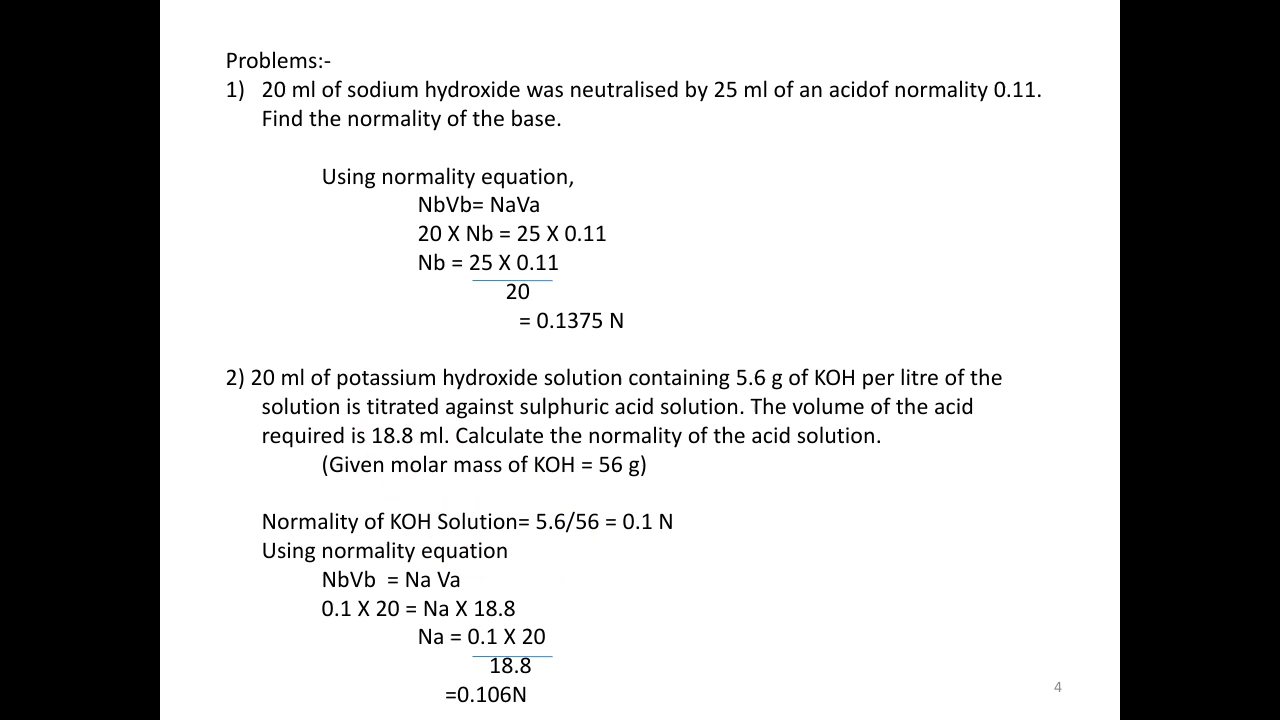 Problems:-
1) 20 ml of sodium hydroxide was neutralised by 25 ml of an acidof normality 0.11.
Find the normality of the base.
Using normality equation,
NbVb= NaVa
20 X Nb = 25 X 0.11
Nb = 25 X 0.11
20
= 0.1375 N
2) 20 ml of potassium hydroxide solution containing 5.6 g of KOH per litre of the
solution is titrated against sulphuric acid solution. The volume of the acid
required is 18.8 ml. Calculate the normality of the acid solution.
(Given molar mass of KOH = 56 g)
Normality of KOH Solution= 5.6/56 = 0.1 N
Using normality equation
NbVb = Na Va
0.1 X 20 = Na X 18.8
Na = 0.1 X 20
18.8
=0.106N
4